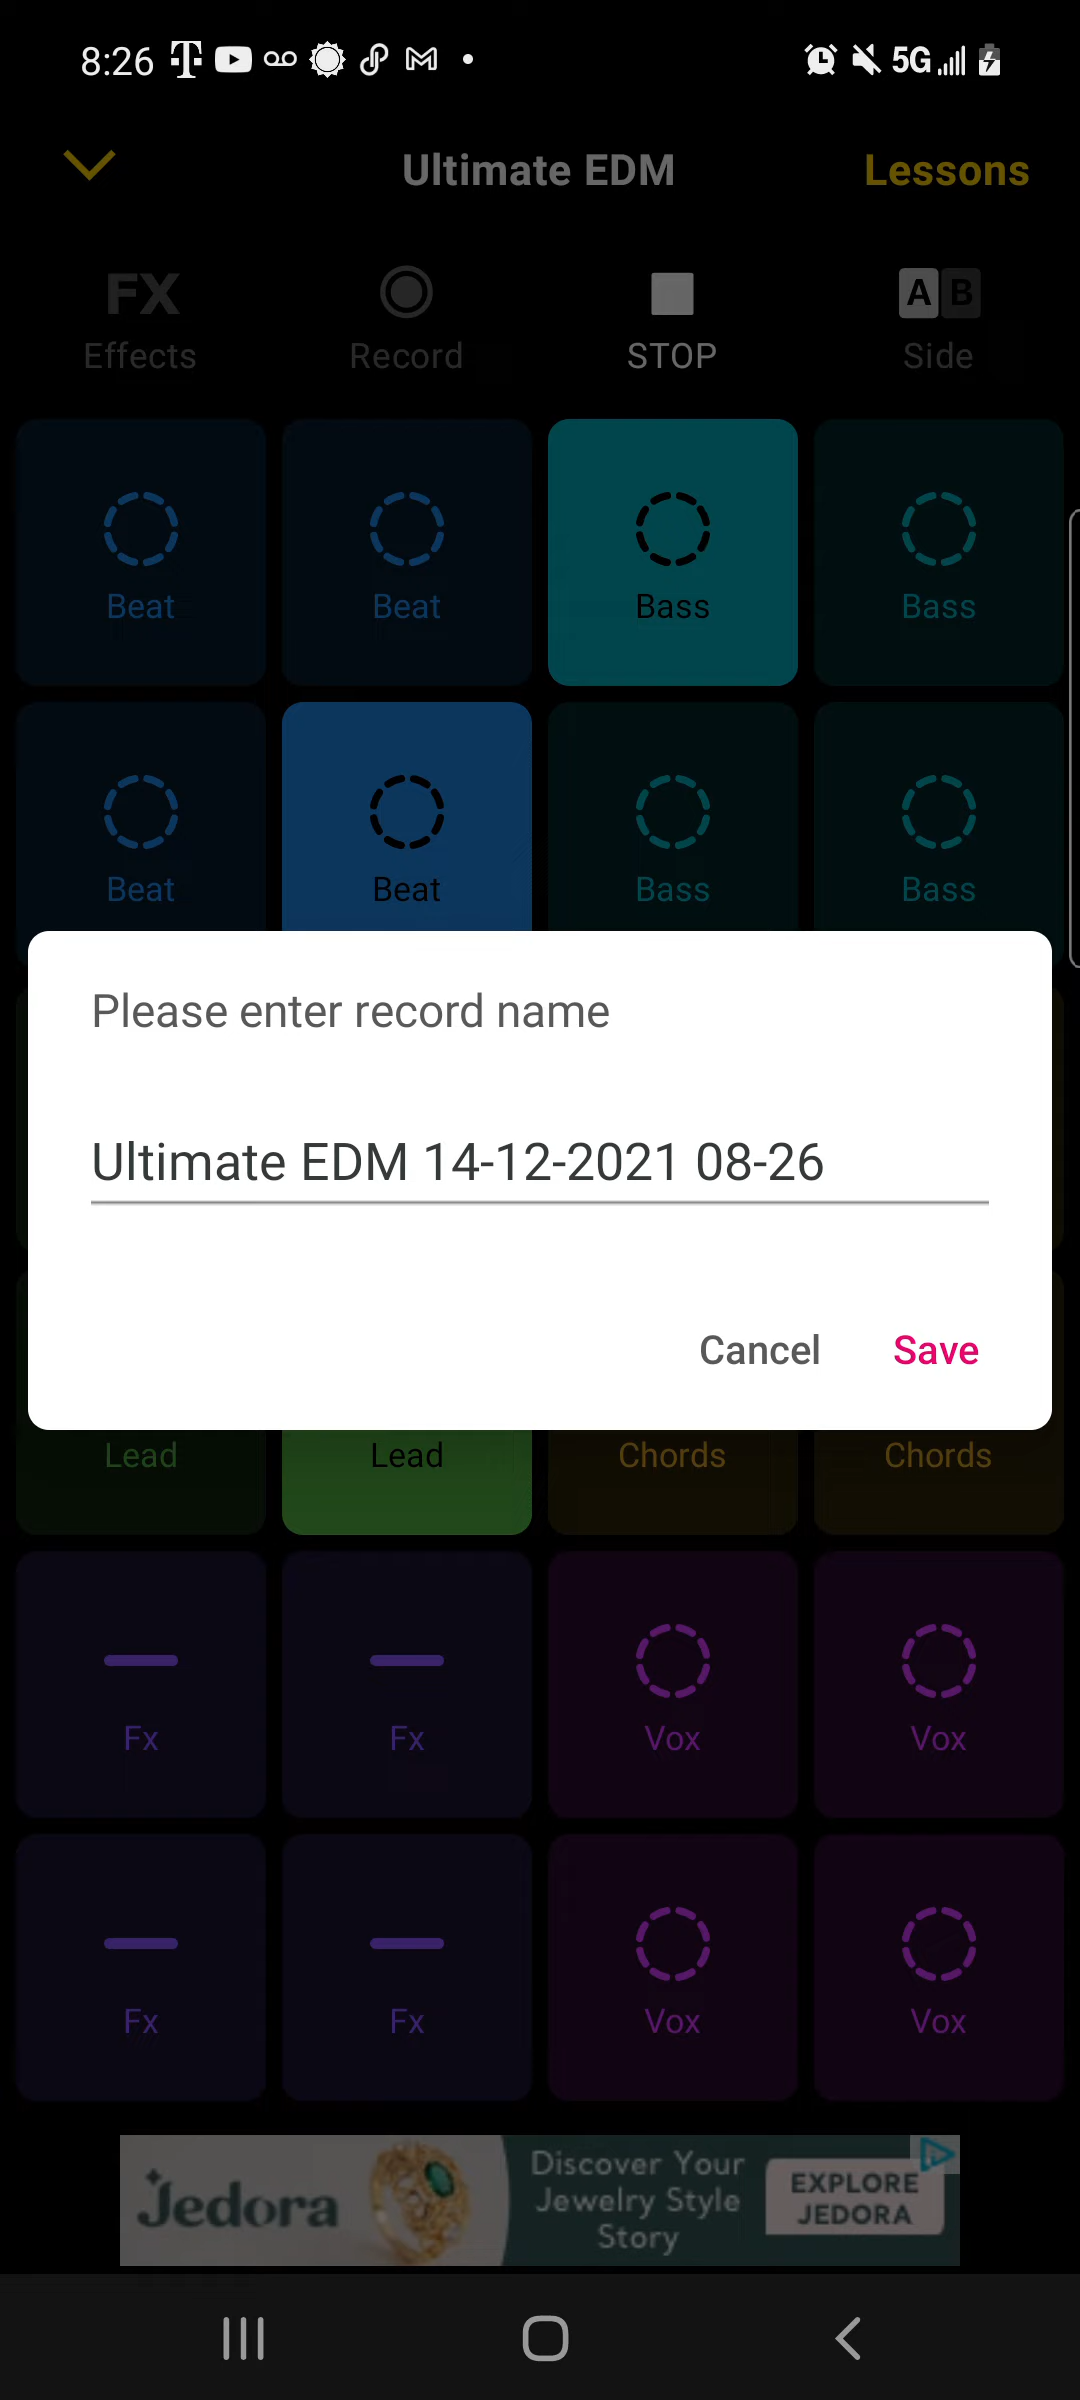 8:26 5G
Ultimate EDM Lessons
FX A B
Effects Record STOP Side
Beat Beat Bass Bass
Beat Beat Bass Bass
Please enter record name
Ultimate EDM 14-12-2021 08-26
Cancel Save
Lead Lead Chords Chords
Fx Fx Vox Vox
Fx Fx Vox Vox
Jedora
Discover Your
Jewelry Style
Story
EXPLORE
JEDORA